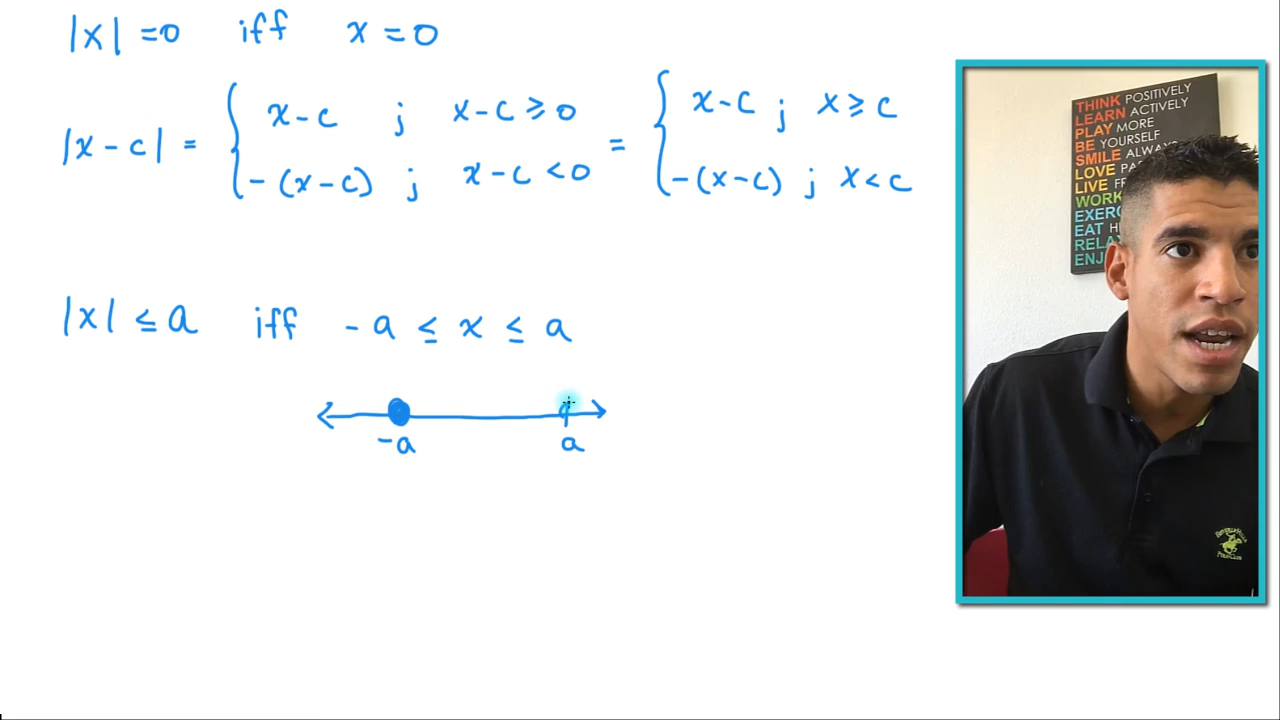 |x| = 0 iff x = 0
|x - c| = { x - c ; x - c ≥ 0 = { x - c ; x ≥ c
-(x - c) ; x - c < 0 -(x - c) ; x < c
|x| ≤ a iff -a ≤ x ≤ a
-a a
THINK POSITIVELY
LEARN ACTIVELY
PLAY MORE
BE YOURSELF
SMILE ALWAYS
LOVE
LIVE
WORK
EAT